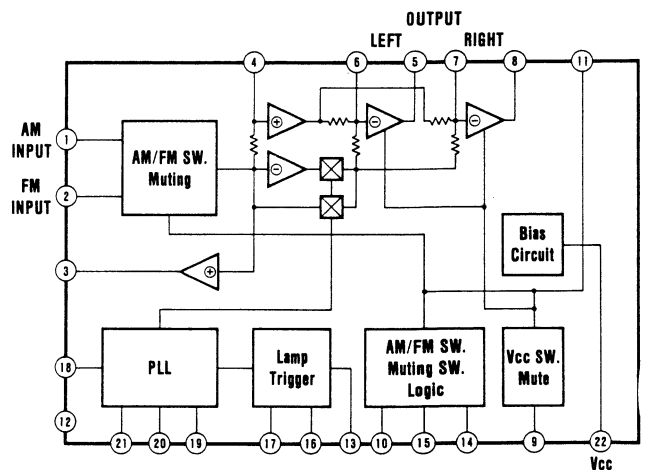 OUTPUT
LEFT
RIGHT
4
6
5
7
8
11
AM
INPUT
1
AM/FM SW.
Muting
FM
INPUT
2
+
−
+
−
−
3
+
Bias
Circuit
18
PLL
Lamp
Trigger
AM/FM SW.
Muting SW.
Logic
Vcc SW.
Mute
12
21
20
19
17
16
13
10
15
14
9
22
Vcc